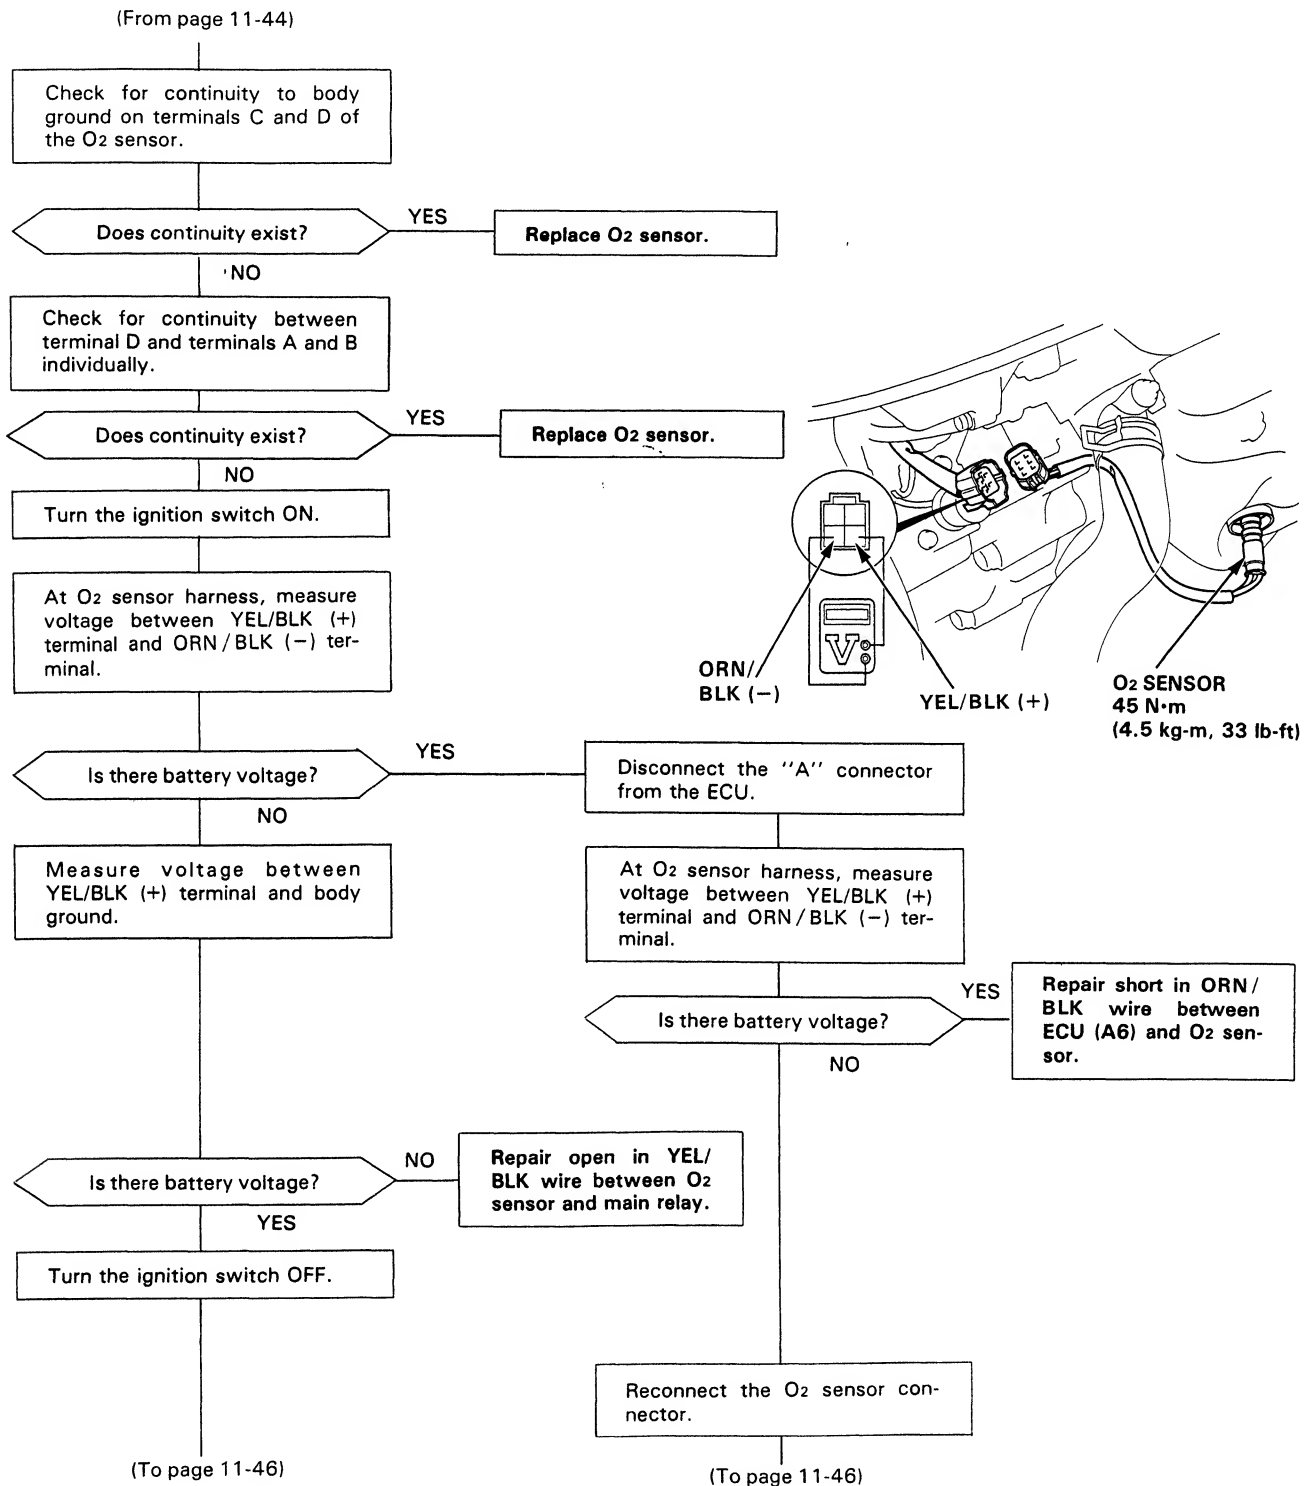 (From page 11-44)
Check for continuity to body
ground on terminals C and D of
the O2 sensor.
Does continuity exist?
YES
Replace O2 sensor.
NO
Check for continuity between
terminal D and terminals A and B
individually.
Does continuity exist?
YES
Replace O2 sensor.
NO
Turn the ignition switch ON.
At O2 sensor harness, measure
voltage between YEL/BLK (+)
terminal and ORN/BLK (−) ter-
minal.
V
ORN/
BLK (−)
YEL/BLK (+)
O2 SENSOR
45 N·m
(4.5 kg-m, 33 lb-ft)
Is there battery voltage?
YES
Disconnect the "A" connector
from the ECU.
NO
Measure voltage between
YEL/BLK (+) terminal and body
ground.
At O2 sensor harness, measure
voltage between YEL/BLK (+)
terminal and ORN/BLK (−) ter-
minal.
Is there battery voltage?
YES
Repair short in ORN/
BLK wire between
ECU (A6) and O2 sen-
sor.
NO
Is there battery voltage?
NO
Repair open in YEL/
BLK wire between O2
sensor and main relay.
YES
Turn the ignition switch OFF.
Reconnect the O2 sensor con-
nector.
(To page 11-46)
(To page 11-46)